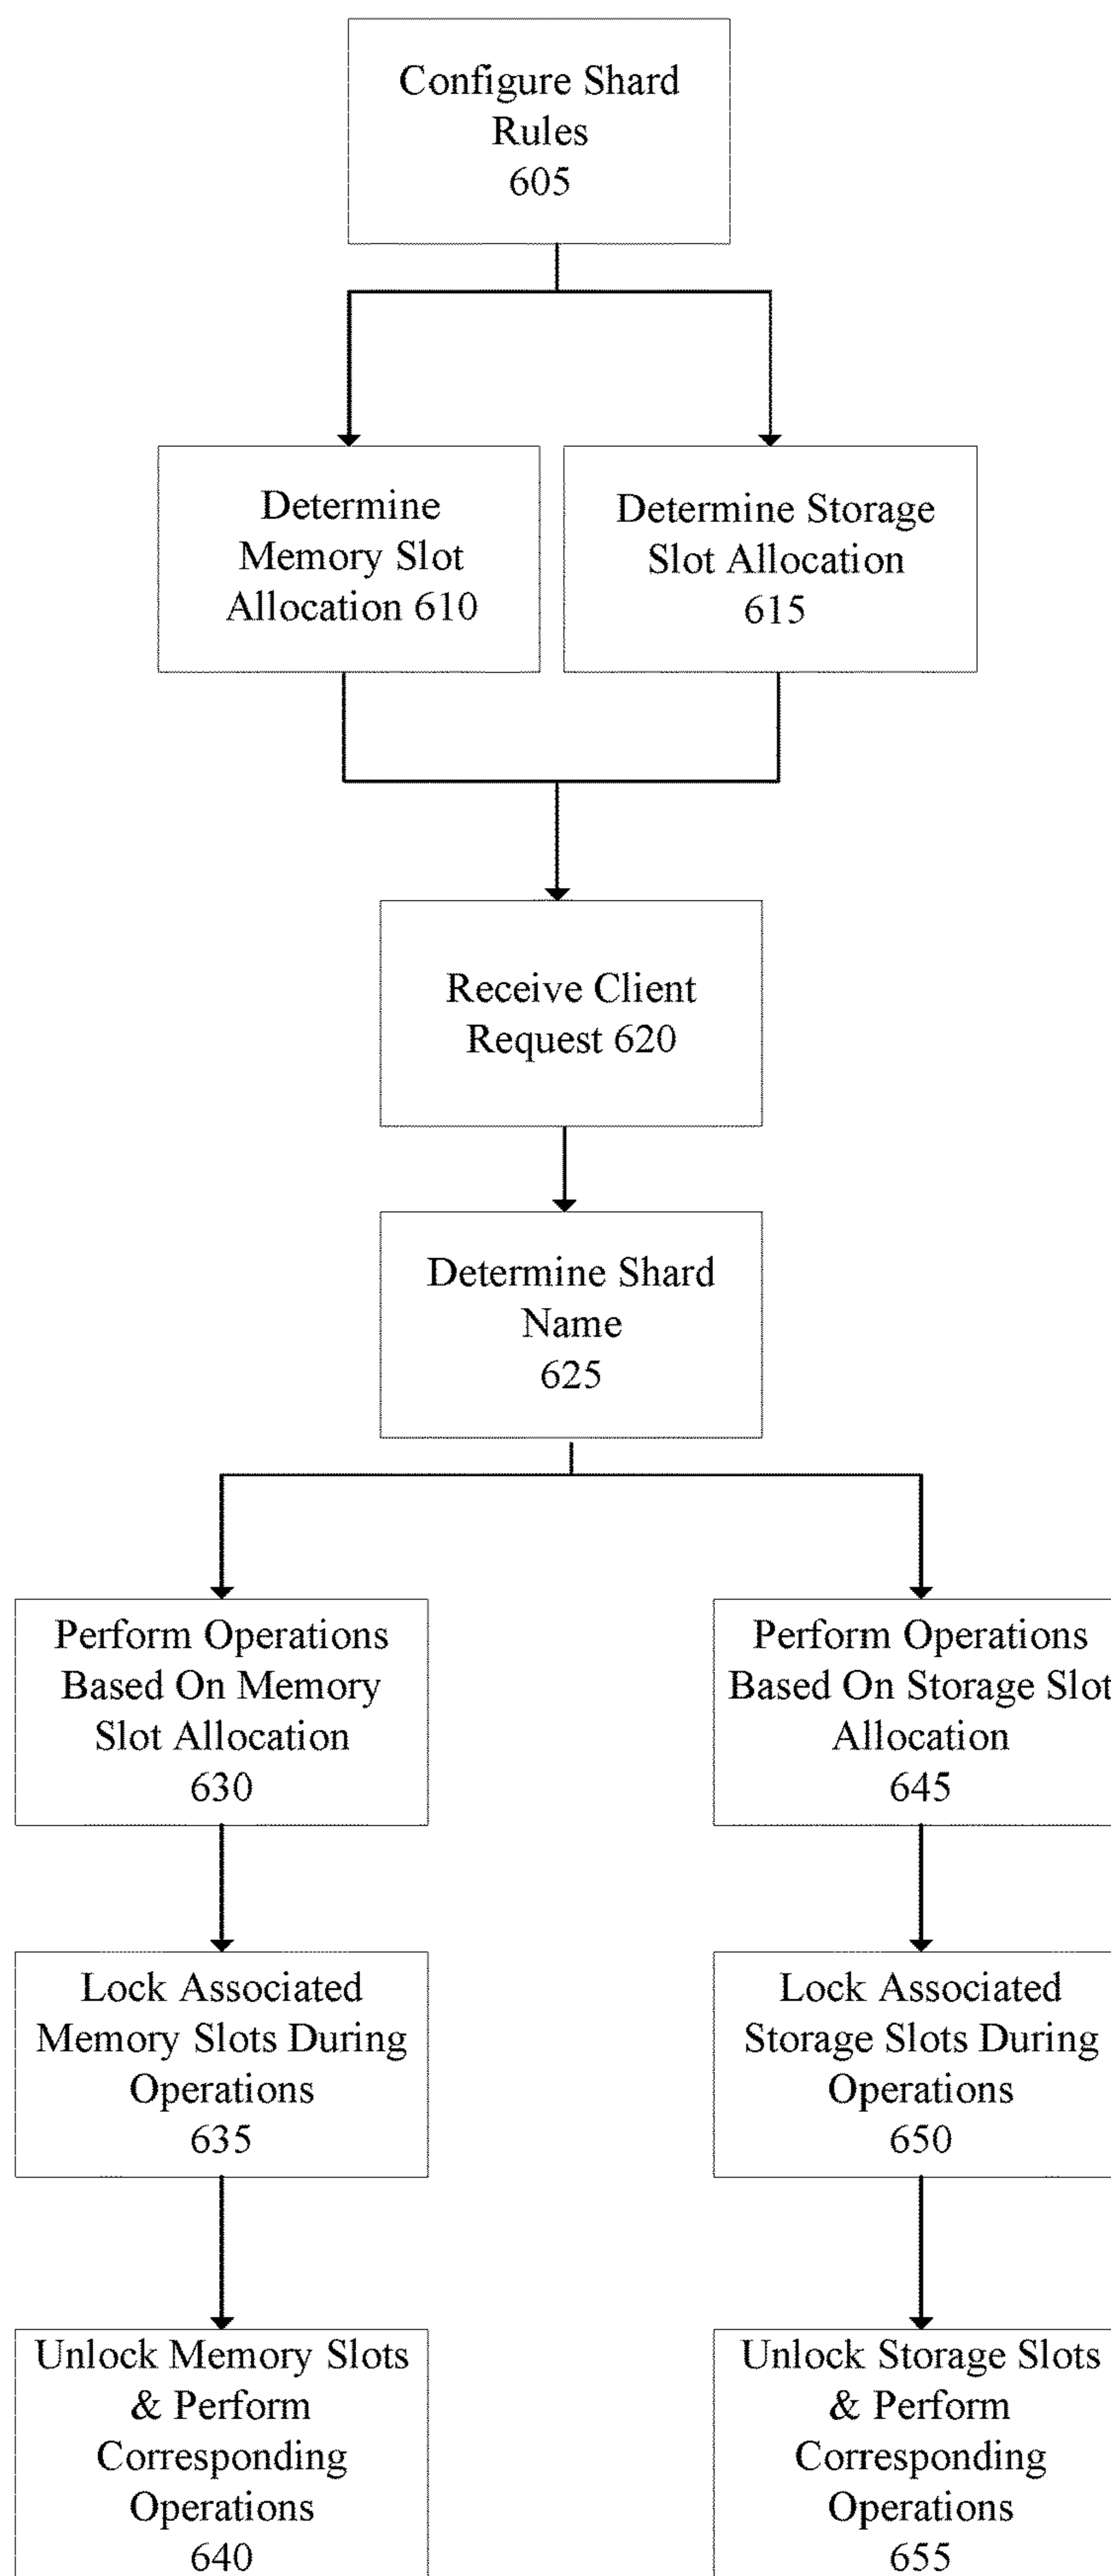 Configure Shard
Rules
605
Determine
Memory Slot
Allocation 610
Determine Storage
Slot Allocation
615
Receive Client
Request 620
Determine Shard
Name
625
Perform Operations
Based On Memory
Slot Allocation
630
Perform Operations
Based On Storage Slot
Allocation
645
Lock Associated
Memory Slots During
Operations
635
Lock Associated
Storage Slots During
Operations
650
Unlock Memory Slots
& Perform
Corresponding
Operations
640
Unlock Storage Slots
& Perform
Corresponding
Operations
655